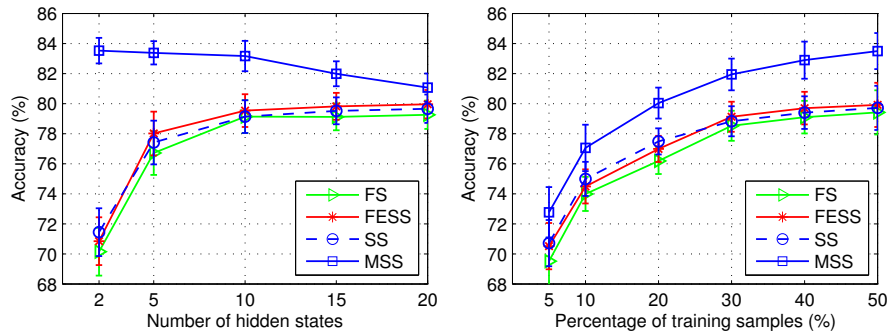 86
84
82
80
78
76
74
72
70
68
Accuracy (%)
2
5
10
15
20
Number of hidden states
FS
FESS
SS
MSS
86
84
82
80
78
76
74
72
70
68
Accuracy (%)
5
10
20
30
40
50
Percentage of training samples (%)
FS
FESS
SS
MSS